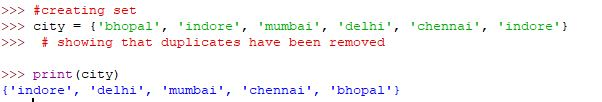 >>> #creating set
>>> city = {'bhopal', 'indore', 'mumbai', 'delhi', 'chennai', 'indore'}
>>>  # showing that duplicates have been removed
>>> print(city)
{'indore', 'delhi', 'mumbai', 'chennai', 'bhopal'}